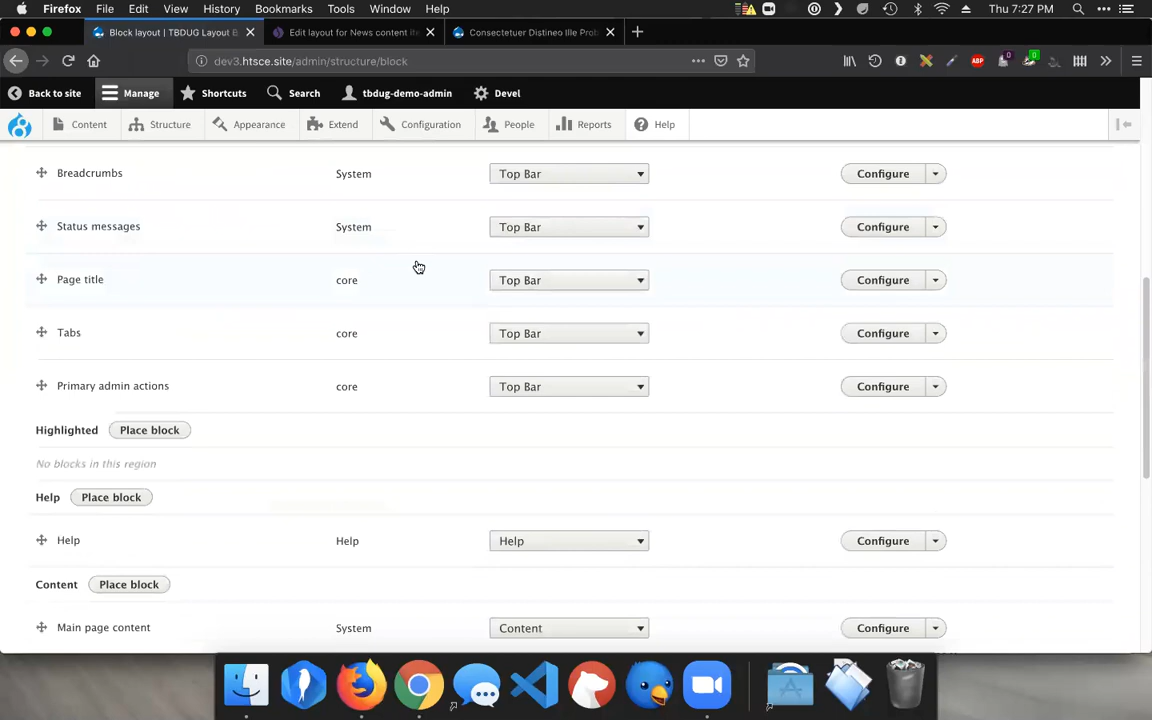 Firefox File Edit View History Bookmarks Tools Window Help Thu 7:27 PM
Block layout | TBDUG Layout B Edit layout for News content ite Consectetuer Distineo Ille Prob
dev3.htsce.site/admin/structure/block ABP 0 0
Back to site Manage Shortcuts Search tbdug-demo-admin Devel
Content Structure Appearance Extend Configuration People Reports Help
Breadcrumbs System Top Bar Configure
Status messages System Top Bar Configure
Page title core Top Bar Configure
Tabs core Top Bar Configure
Primary admin actions core Top Bar Configure
Highlighted Place block
No blocks in this region
Help Place block
Help Help Help Configure
Content Place block
Main page content System Content Configure